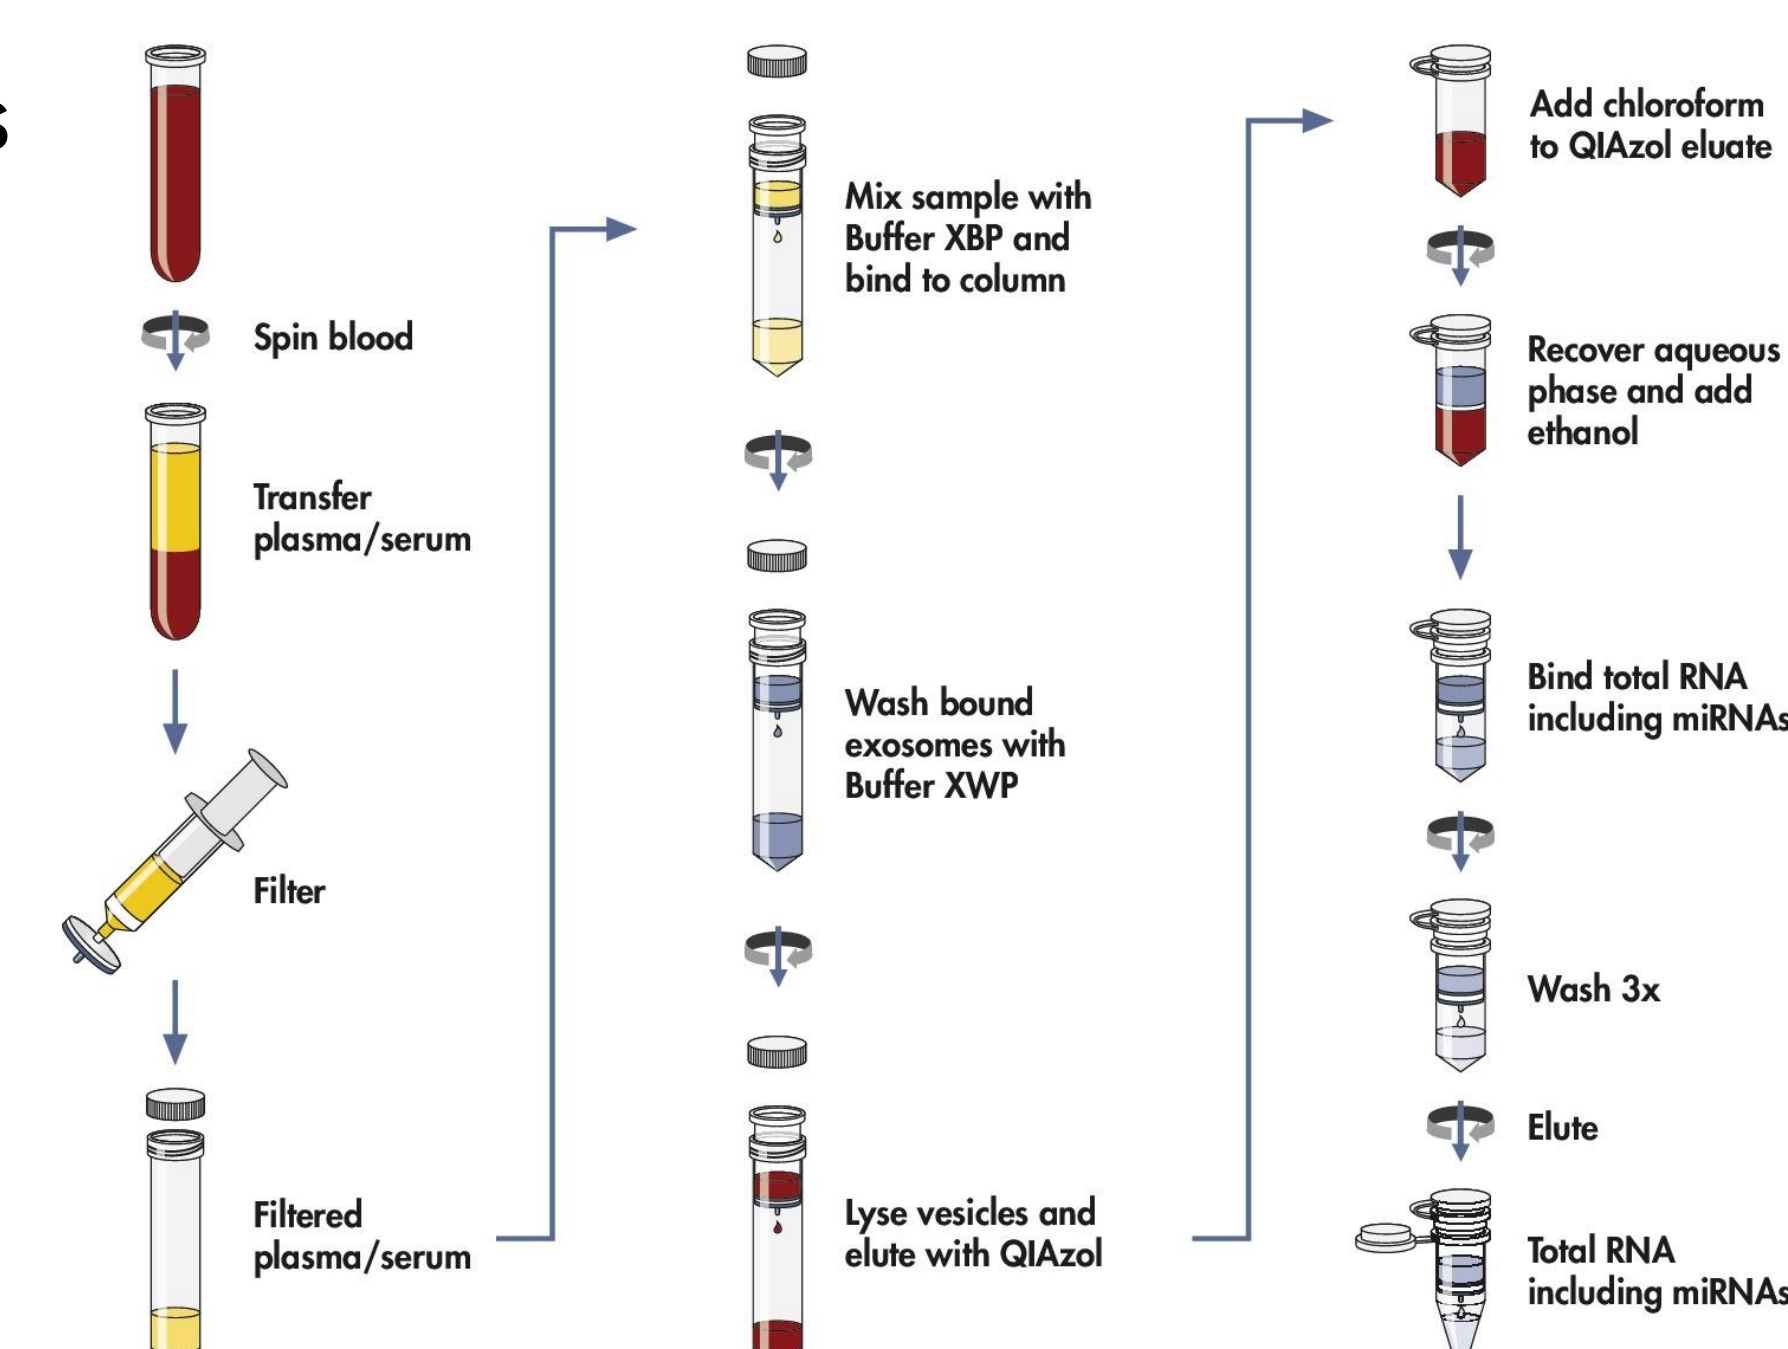 s
Spin blood
Transfer
plasma/serum
Filter
Filtered
plasma/serum
Mix sample with
Buffer XBP and
bind to column
Wash bound
exosomes with
Buffer XWP
Lyse vesicles and
elute with QIAzol
Add chloroform
to QIAzol eluate
Recover aqueous
phase and add
ethanol
Bind total RNA
including miRNAs
Wash 3x
Elute
Total RNA
including miRNAs